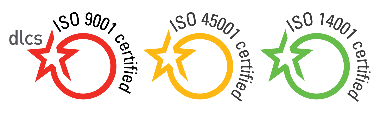 dlcs
ISO 9001 certified
ISO 45001 certified
ISO 14001 certified